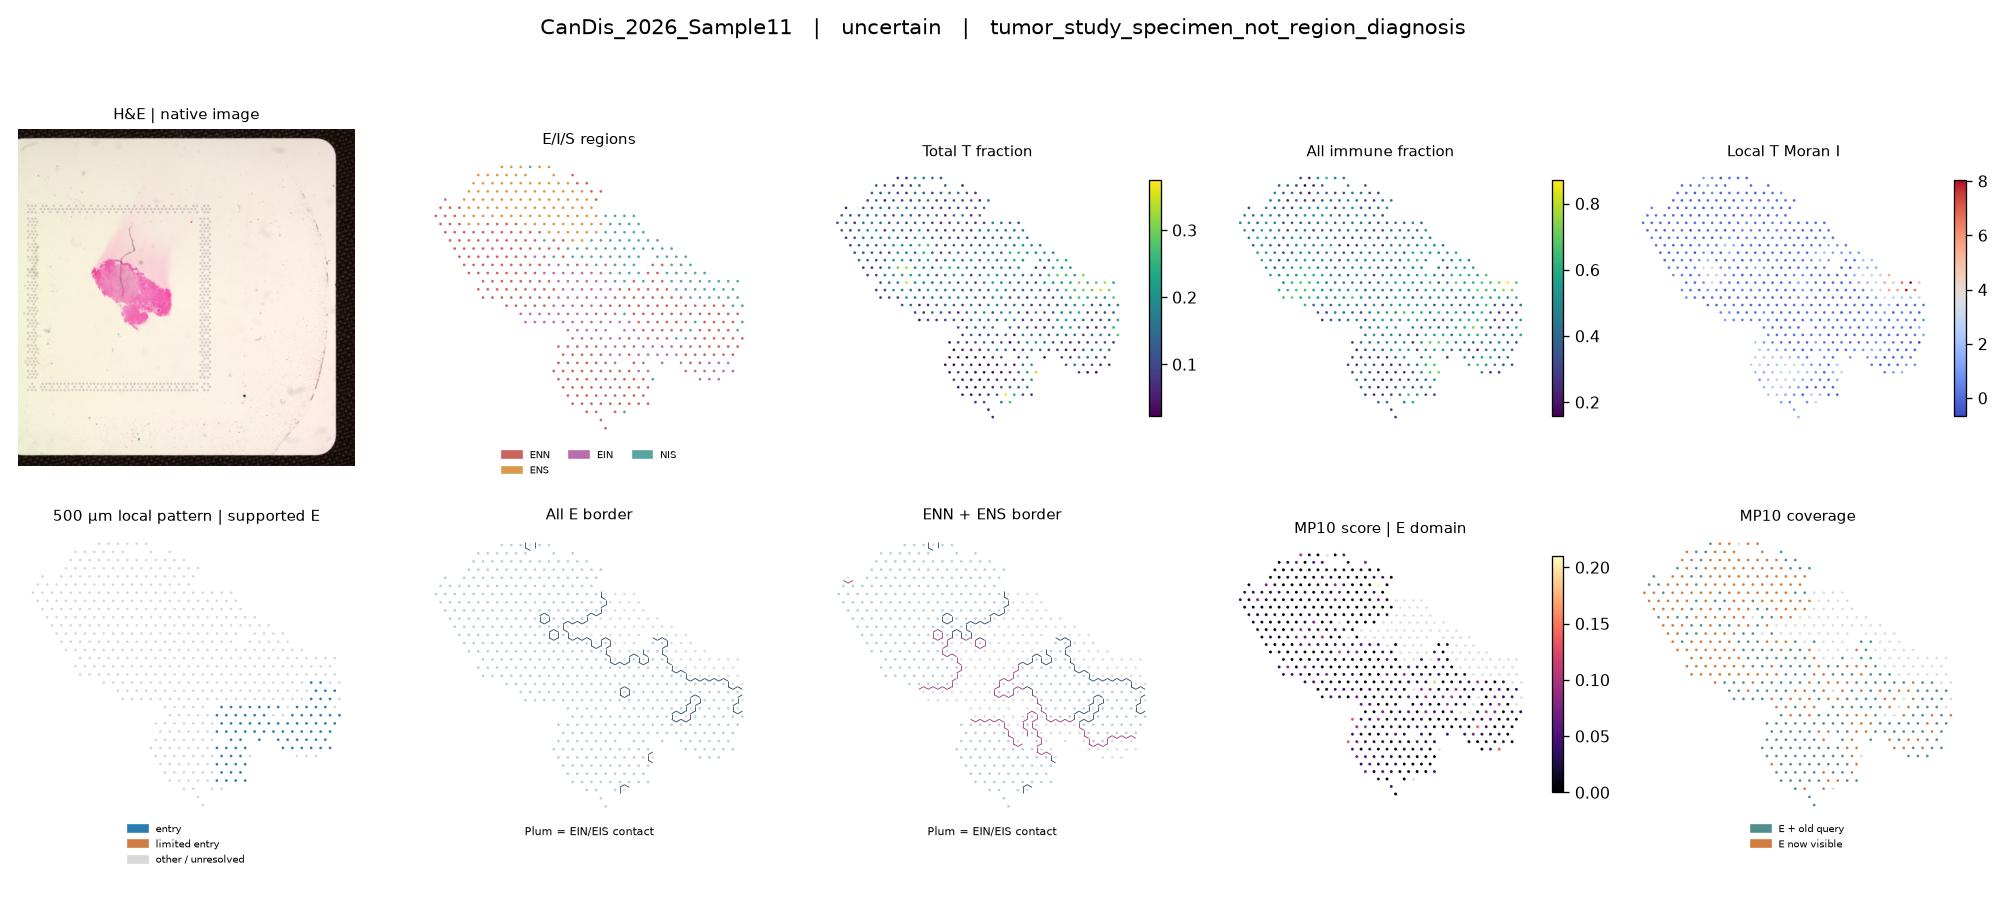 CanDis_2026_Sample11 | uncertain | tumor_study_specimen_not_region_diagnosis
H&E | native image
E/I/S regions
ENN
EIN
NIS
ENS
Total T fraction
0.3
0.2
0.1
All immune fraction
0.8
0.6
0.4
0.2
Local T Moran I
8
6
4
2
0
500 µm local pattern | supported E
entry
limited entry
other / unresolved
All E border
Plum = EIN/EIS contact
ENN + ENS border
Plum = EIN/EIS contact
MP10 score | E domain
0.20
0.15
0.10
0.05
0.00
MP10 coverage
E + old query
E now visible